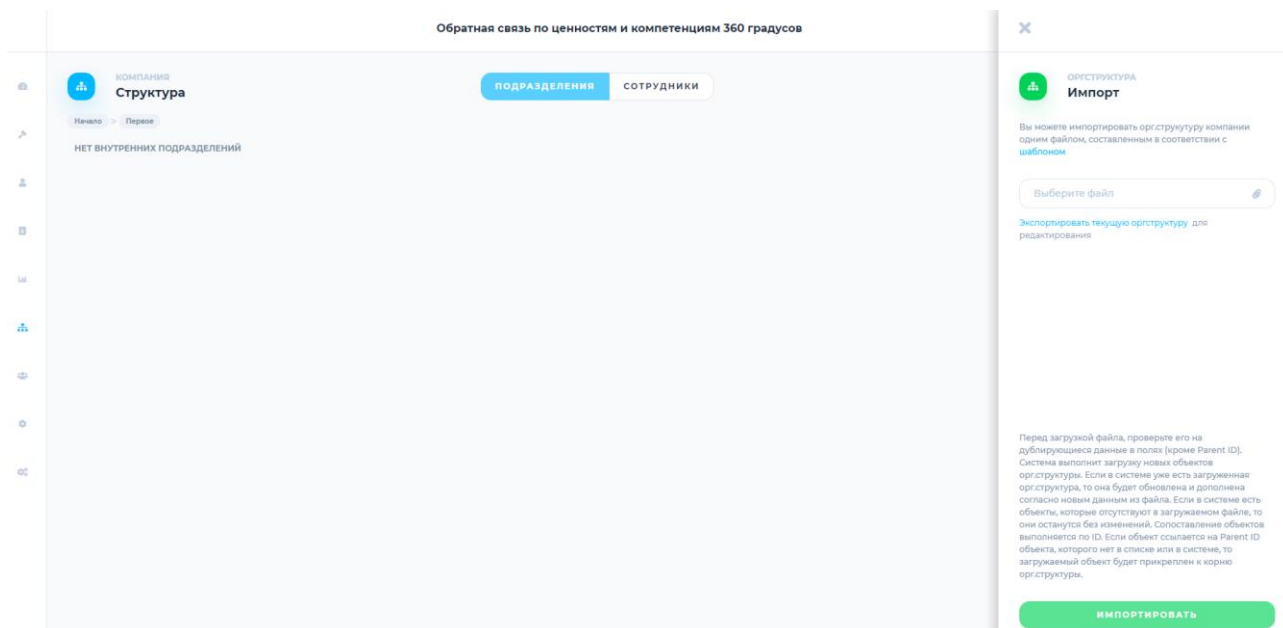 Обратная связь по ценностям и компетенциям 360 градусов
КОМПАНИЯ
Структура
ПОДРАЗДЕЛЕНИЯ
СОТРУДНИКИ
Начало > Первое
НЕТ ВНУТРЕННИХ ПОДРАЗДЕЛЕНИЙ
ОРГСТРУКТУРА
Импорт
Вы можете импортировать орг.струкутуру компании
одним файлом, составленным в соответствии с
шаблоном
Выберите файл
Экспортировать текущую оргструктуру для
редактирования
Перед загрузкой файла, проверьте его на
дублирующиеся данные в полях (кроме Parent ID).
Система выполнит загрузку новых объектов
орг.структуры. Если в системе уже есть загруженная
орг.структура, то она будет обновлена и дополнена
согласно новым данным из файла. Если в системе есть
объекты, которые отсутствуют в загружаемом файле, то
они останутся без изменений. Сопоставление объектов
выполняется по ID. Если объект ссылается на Parent ID
объекта, которого нет в списке или в системе, то
загружаемый объект будет прикреплен к корню
орг.структуры.
ИМПОРТИРОВАТЬ